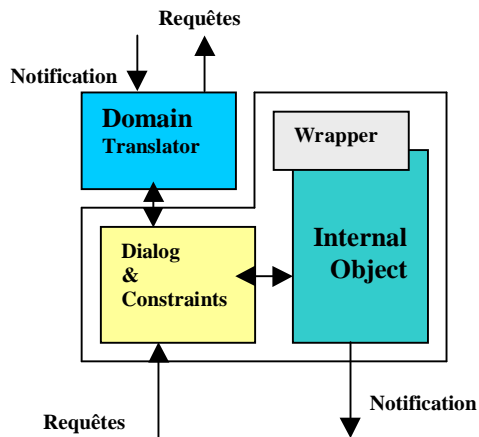 Requêtes
Notification
Domain
Translator
Wrapper
Internal
Object
Dialog
&
Constraints
Notification
Requêtes